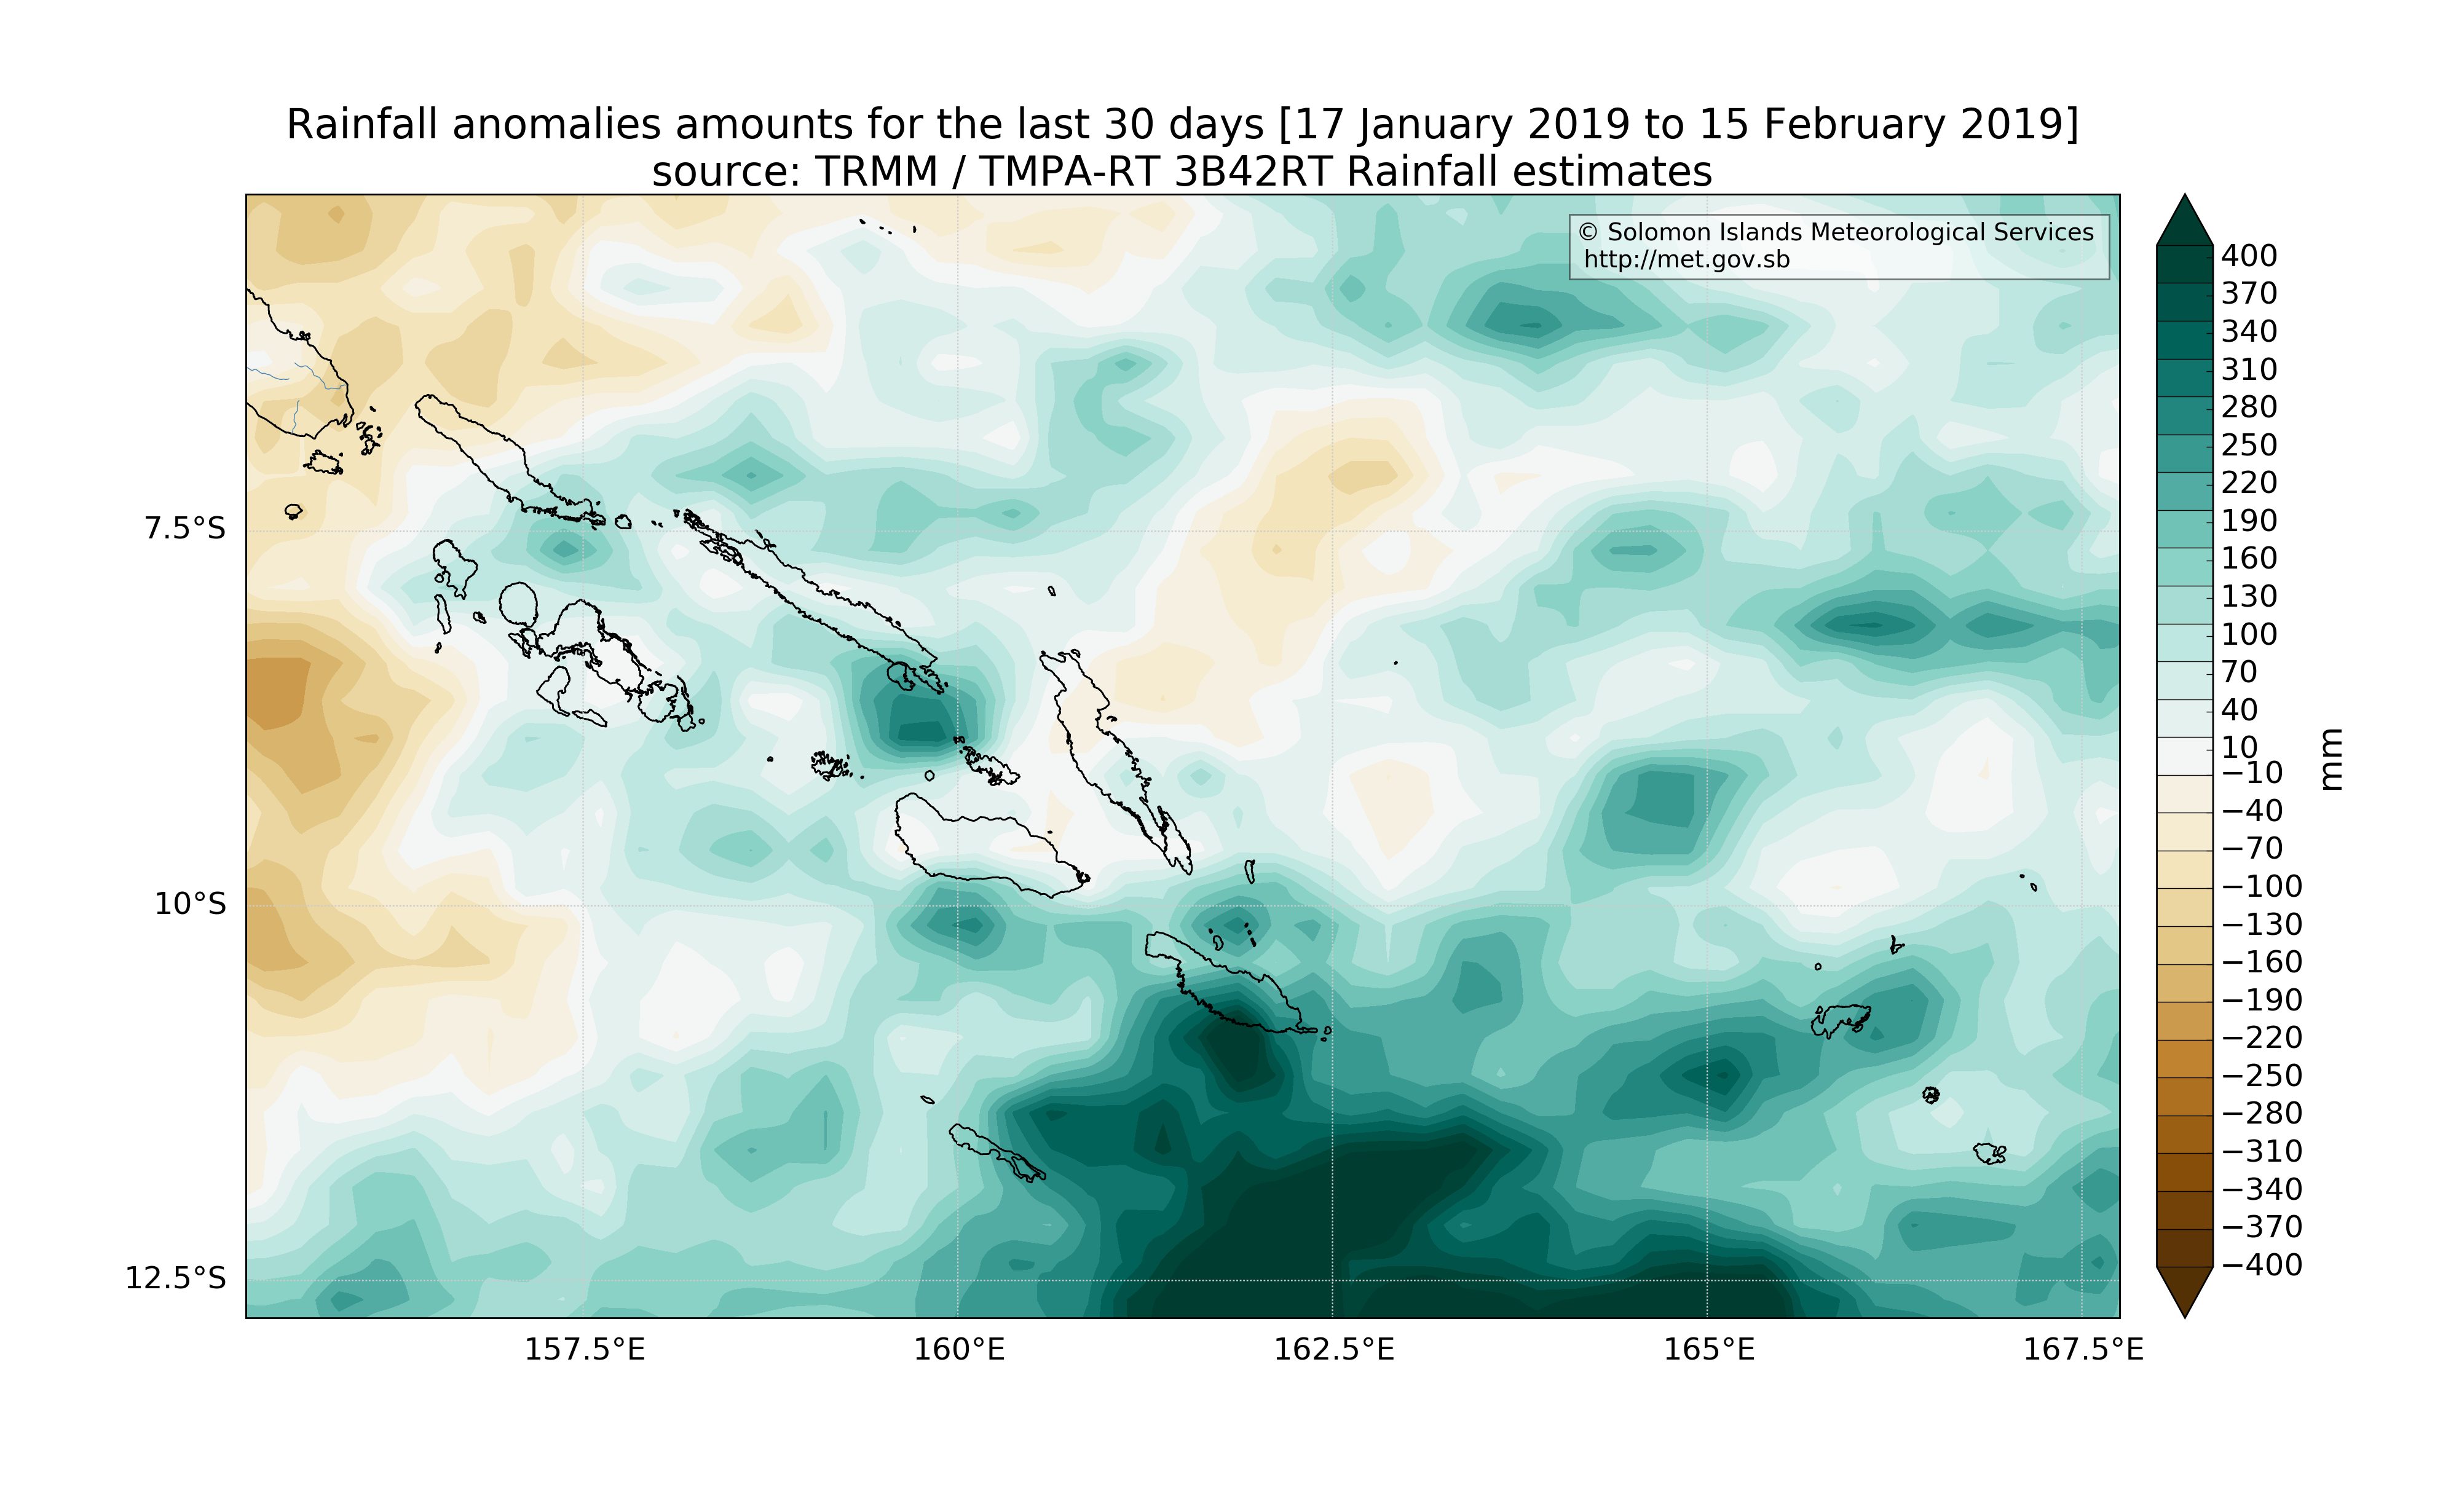 Rainfall anomalies amounts for the last 30 days [17 January 2019 to 15 February 2019]
source: TRMM / TMPA-RT 3B42RT Rainfall estimates
© Solomon Islands Meteorological Services
http://met.gov.sb
7.5°S
10°S
12.5°S
157.5°E
160°E
162.5°E
165°E
167.5°E
400
370
340
310
280
250
220
190
160
130
100
70
40
10
−10
−40
−70
−100
−130
−160
−190
−220
−250
−280
−310
−340
−370
−400
mm